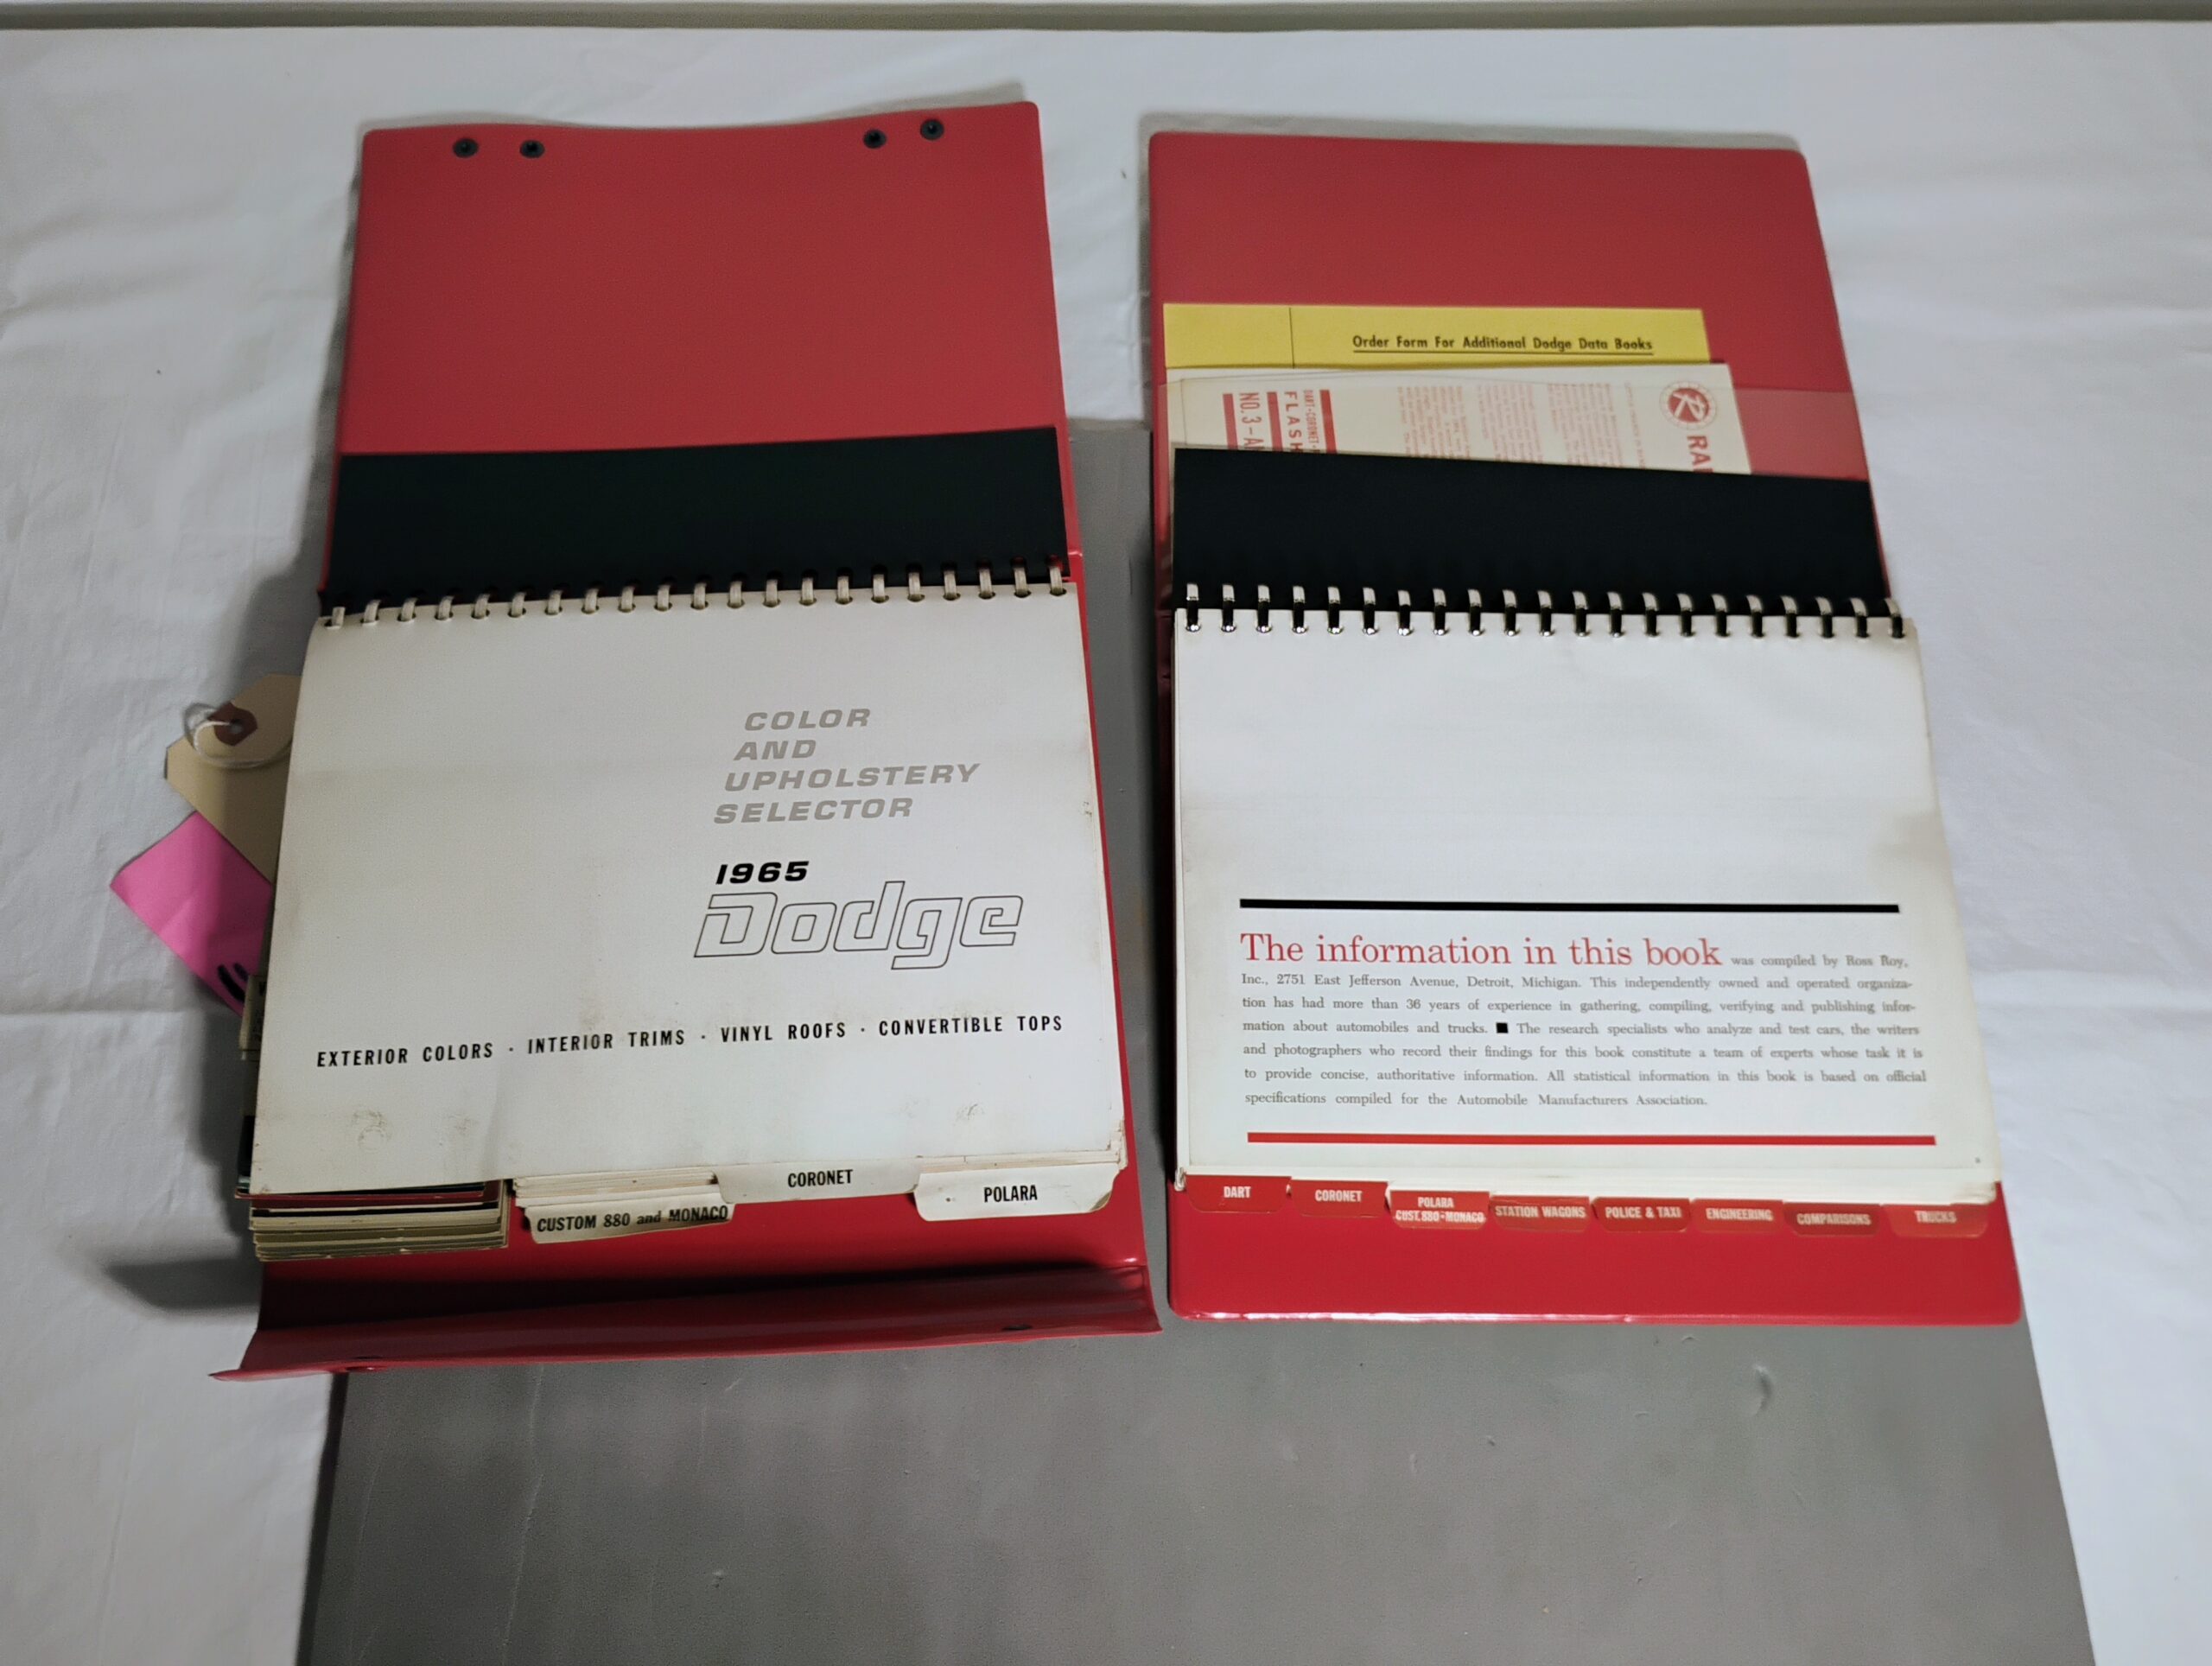 COLOR
AND
UPHOLSTERY
SELECTOR
1965
Dodge
EXTERIOR COLORS · INTERIOR TRIMS · VINYL ROOFS · CONVERTIBLE TOPS
CUSTOM 880 and MONACO
CORONET
POLARA
Order Form For Additional Dodge Data Books
R
RA
DART-CORONET-
FLASH
NO. 3-A
The information in this book was compiled by Ross Roy,
Inc., 2751 East Jefferson Avenue, Detroit, Michigan. This independently owned and operated organiza-
tion has had more than 36 years of experience in gathering, compiling, verifying and publishing infor-
mation about automobiles and trucks. ■ The research specialists who analyze and test cars, the writers
and photographers who record their findings for this book constitute a team of experts whose task it is
to provide concise, authoritative information. All statistical information in this book is based on official
specifications compiled for the Automobile Manufacturers Association.
DART
CORONET
POLARA
CUST. 880-MONACO
STATION WAGONS
POLICE & TAXI
ENGINEERING
COMPARISONS
TRUCKS